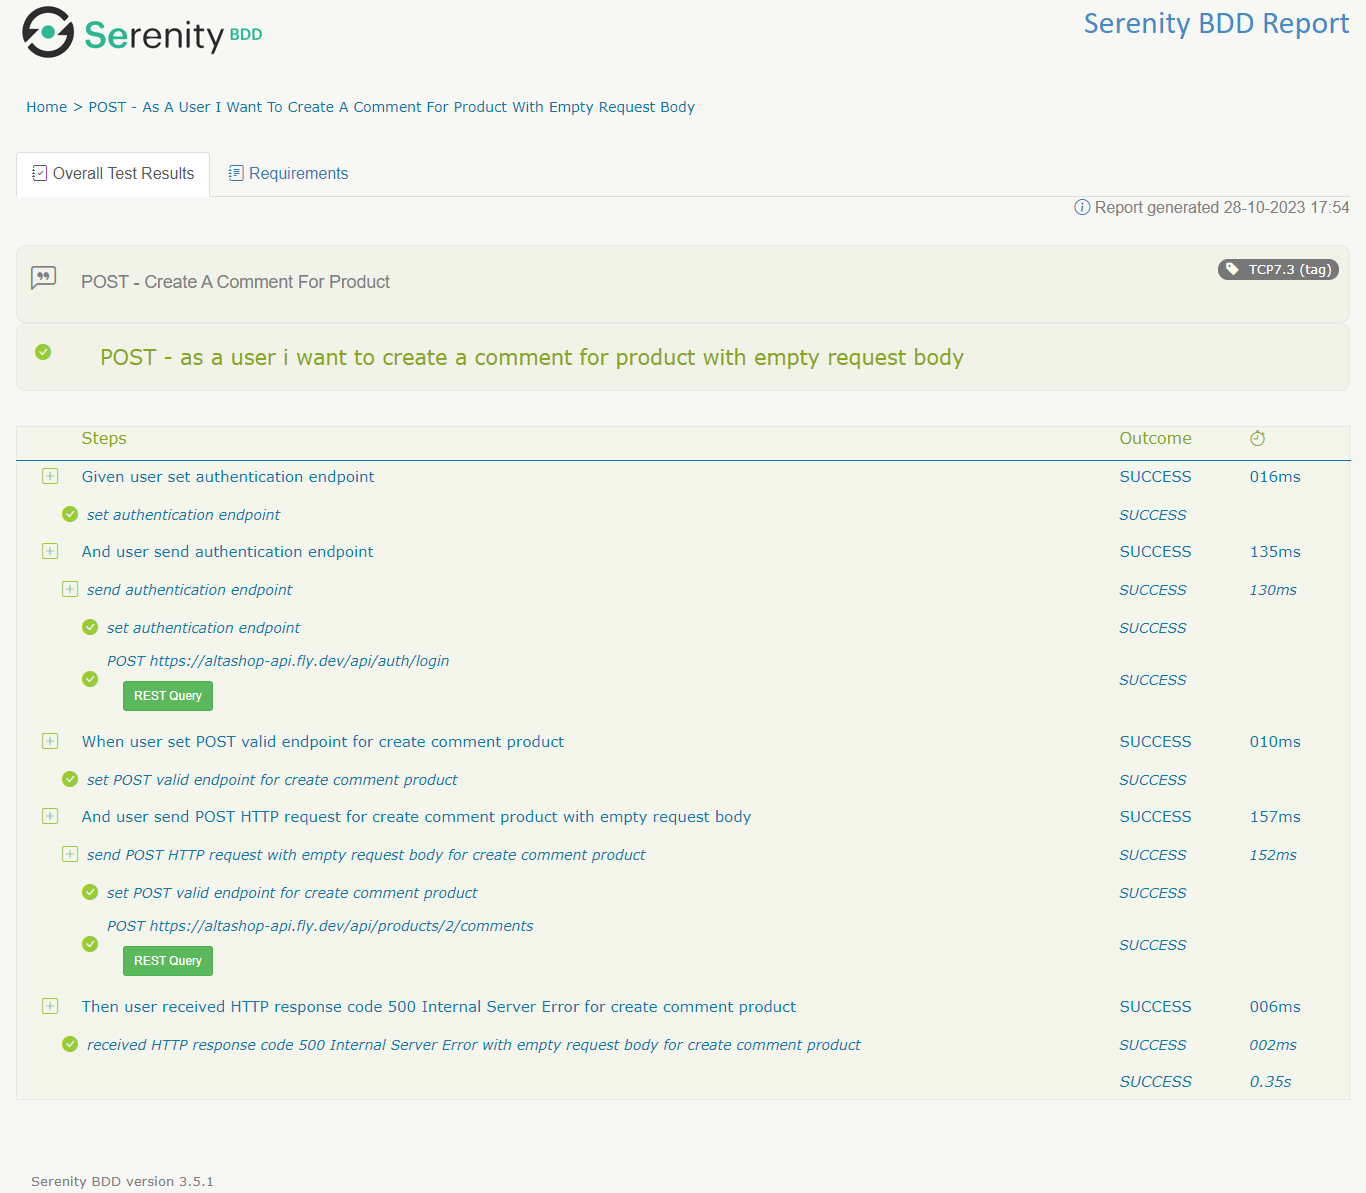 Serenity BDD
Serenity BDD Report
Home > POST - As A User I Want To Create A Comment For Product With Empty Request Body
Overall Test Results
Requirements
Report generated 28-10-2023 17:54
POST - Create A Comment For Product
TCP7.3 (tag)
POST - as a user i want to create a comment for product with empty request body
Steps Outcome
Given user set authentication endpoint SUCCESS 016ms
set authentication endpoint SUCCESS
And user send authentication endpoint SUCCESS 135ms
send authentication endpoint SUCCESS 130ms
set authentication endpoint SUCCESS
POST https://altashop-api.fly.dev/api/auth/login
SUCCESS
REST Query
When user set POST valid endpoint for create comment product SUCCESS 010ms
set POST valid endpoint for create comment product SUCCESS
And user send POST HTTP request for create comment product with empty request body SUCCESS 157ms
send POST HTTP request with empty request body for create comment product SUCCESS 152ms
set POST valid endpoint for create comment product SUCCESS
POST https://altashop-api.fly.dev/api/products/2/comments
SUCCESS
REST Query
Then user received HTTP response code 500 Internal Server Error for create comment product SUCCESS 006ms
received HTTP response code 500 Internal Server Error with empty request body for create comment product SUCCESS 002ms
SUCCESS 0.35s
Serenity BDD version 3.5.1